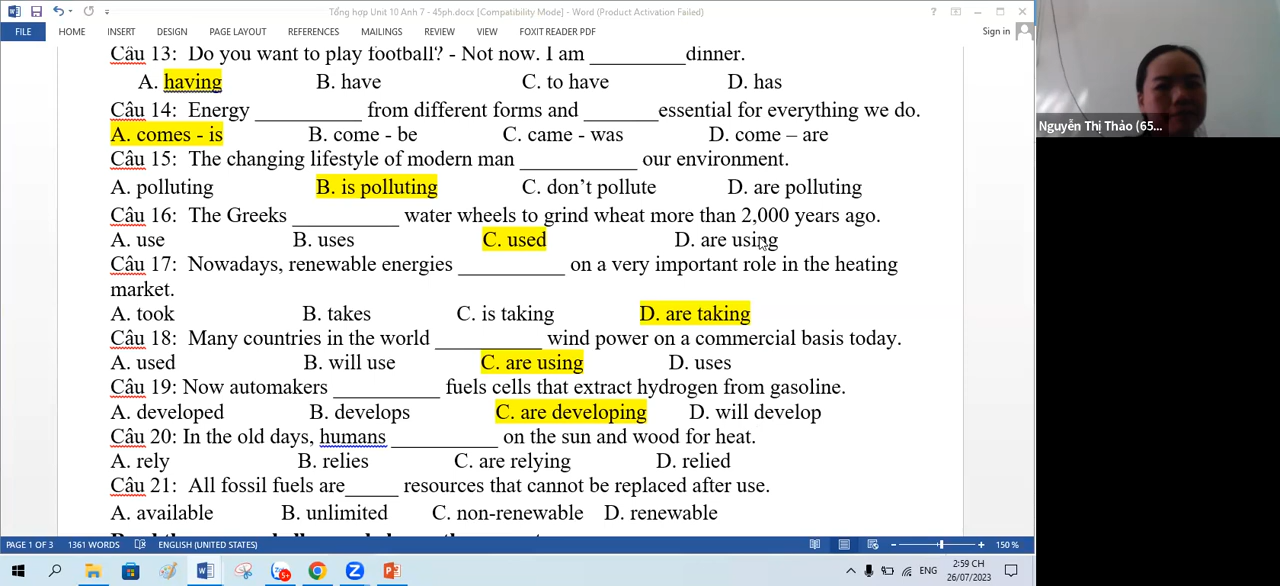 Tổng hợp Unit 10 Anh 7 - 45ph.docx [Compatibility Mode] - Word (Product Activation Failed)
FILE HOME INSERT DESIGN PAGE LAYOUT REFERENCES MAILINGS REVIEW VIEW FOXIT READER PDF Sign in
Câu 13: Do you want to play football? - Not now. I am __________dinner.
A. having B. have C. to have D. has
Câu 14: Energy ___________ from different forms and ________essential for everything we do.
A. comes - is B. come - be C. came - was D. come – are
Câu 15: The changing lifestyle of modern man ____________ our environment.
A. polluting B. is polluting C. don’t pollute D. are polluting
Câu 16: The Greeks ___________ water wheels to grind wheat more than 2,000 years ago.
A. use B. uses C. used D. are using
Câu 17: Nowadays, renewable energies ___________ on a very important role in the heating
market.
A. took B. takes C. is taking D. are taking
Câu 18: Many countries in the world ___________ wind power on a commercial basis today.
A. used B. will use C. are using D. uses
Câu 19: Now automakers ___________ fuels cells that extract hydrogen from gasoline.
A. developed B. develops C. are developing D. will develop
Câu 20: In the old days, humans ___________ on the sun and wood for heat.
A. rely B. relies C. are relying D. relied
Câu 21: All fossil fuels are_____ resources that cannot be replaced after use.
A. available B. unlimited C. non-renewable D. renewable
PAGE 1 OF 3 1361 WORDS ENGLISH (UNITED STATES) 150 %
ENG 2:59 CH
26/07/2023
Nguyễn Thị Thảo (65...